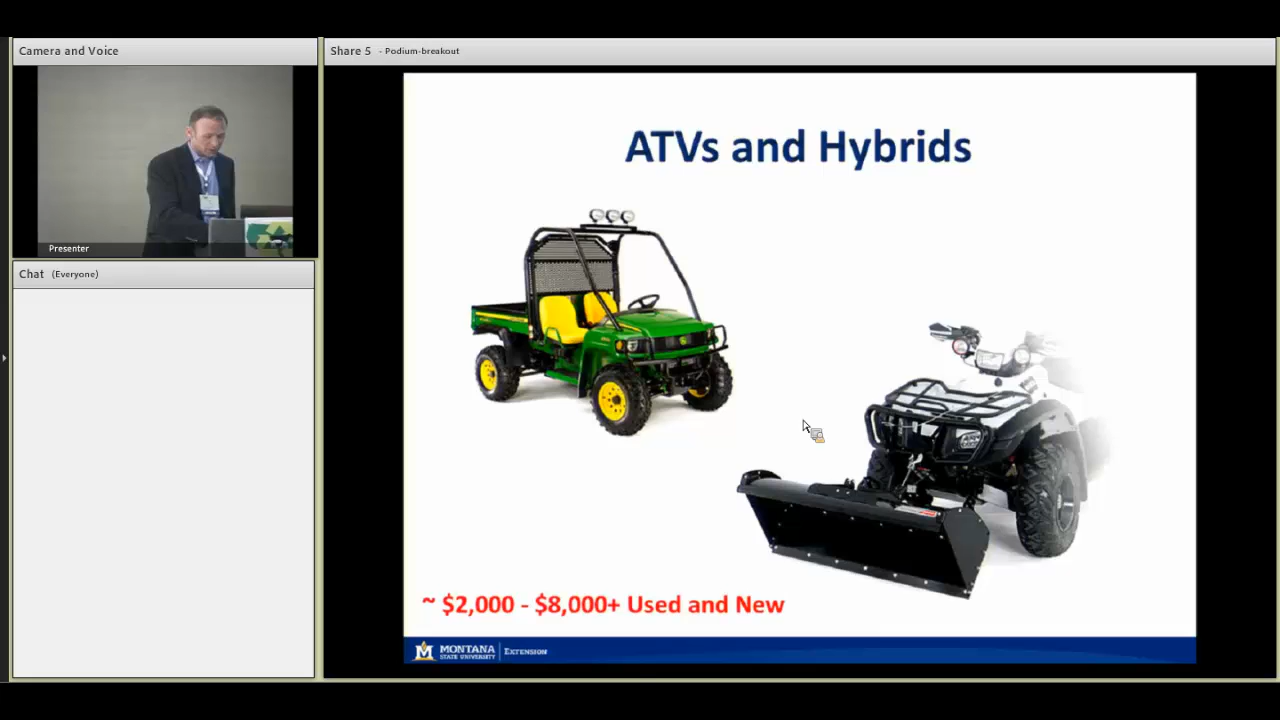 Camera and Voice
Presenter
Chat (Everyone)
Share 5 - Podium-breakout
ATVs and Hybrids
~ $2,000 - $8,000+ Used and New
MONTANA
STATE UNIVERSITY
EXTENSION